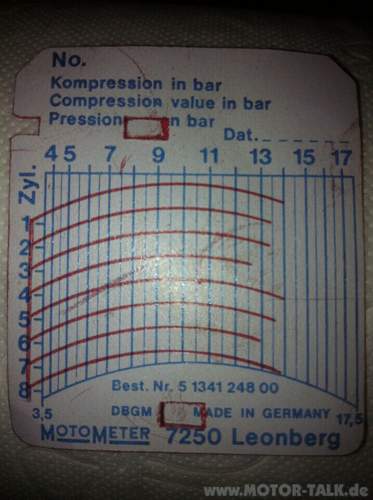 No.
Kompression in bar
Compression value in bar
Pression n bar
Dat.
4 5 7 9 11 13 15 17
Zyl.
1
2
3
4
5
6
7
8
Best. Nr. 5 1341 248 00
3,5 DBGM MADE IN GERMANY 17,5
MOTOMETER 7250 Leonberg
www.MOTOR-TALK.de